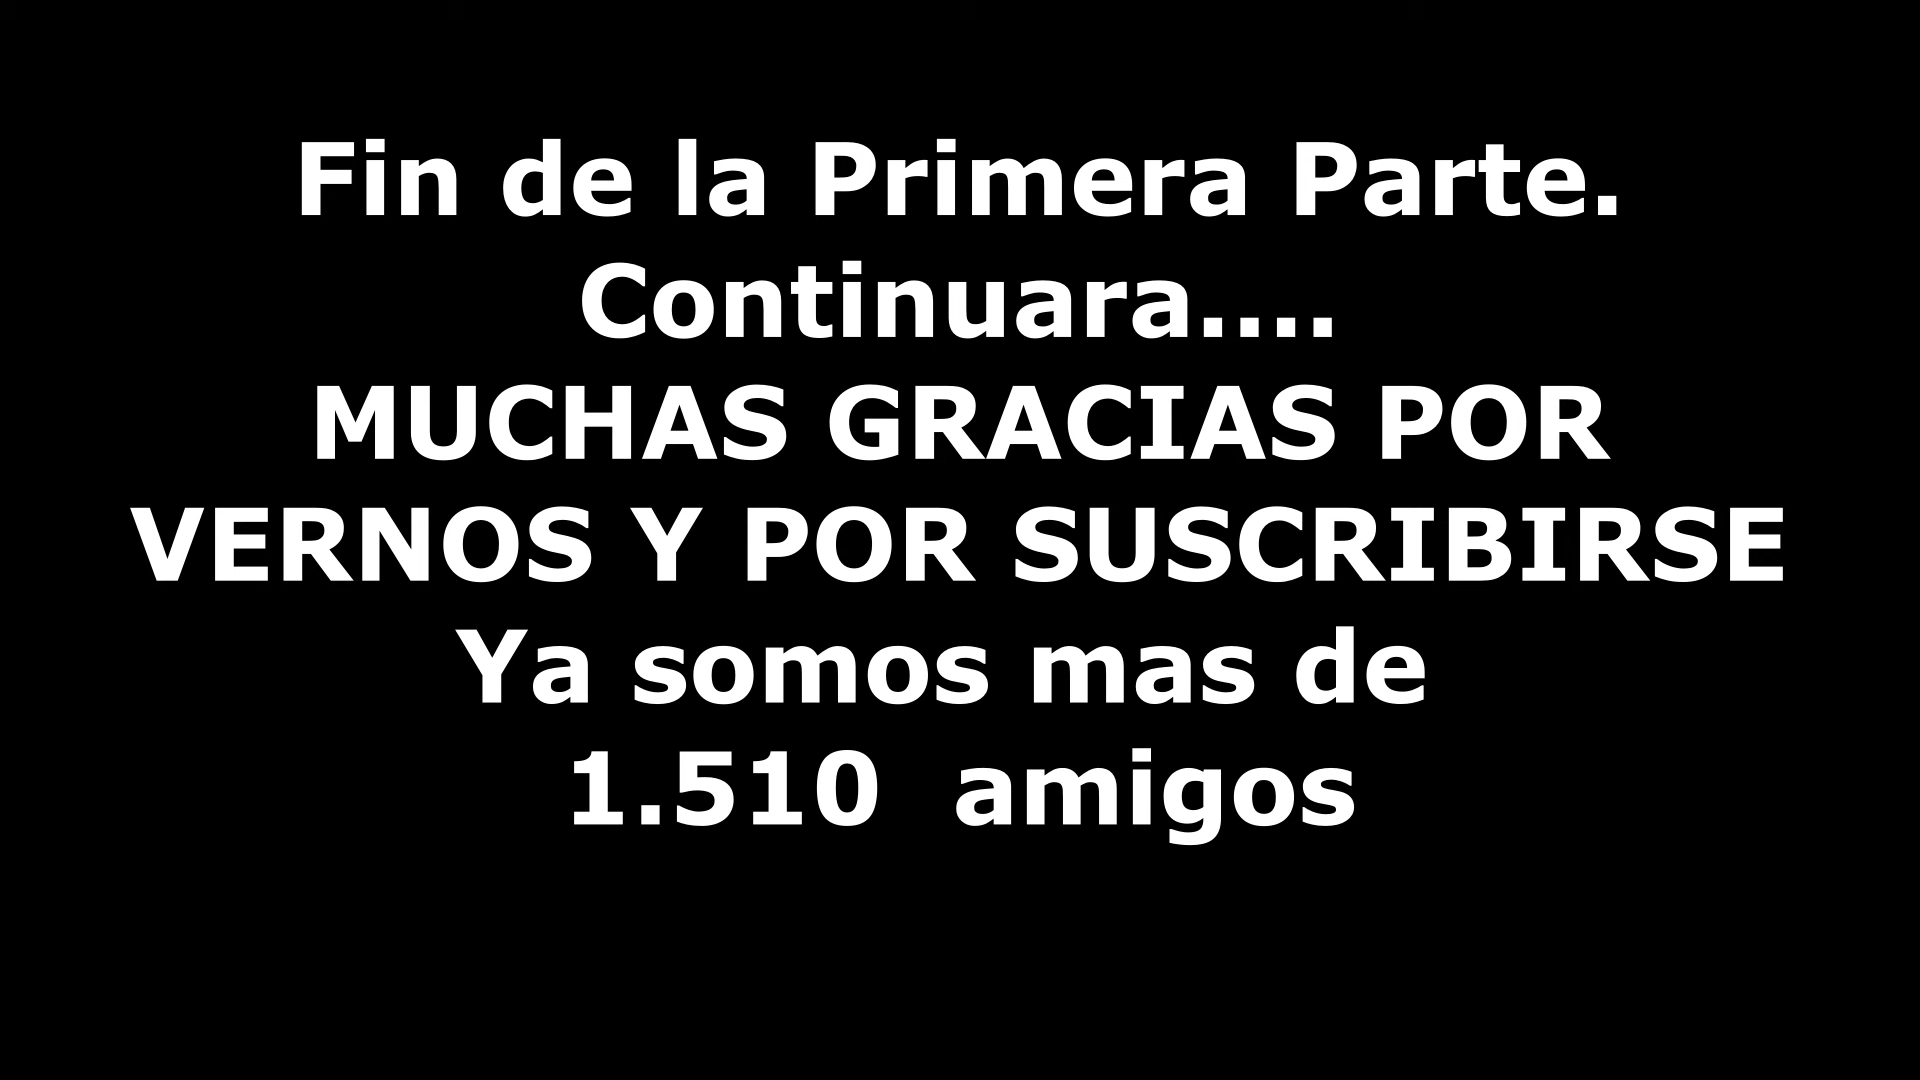 Fin de la Primera Parte.
Continuara....
MUCHAS GRACIAS POR
VERNOS Y POR SUSCRIBIRSE
Ya somos mas de
1.510  amigos